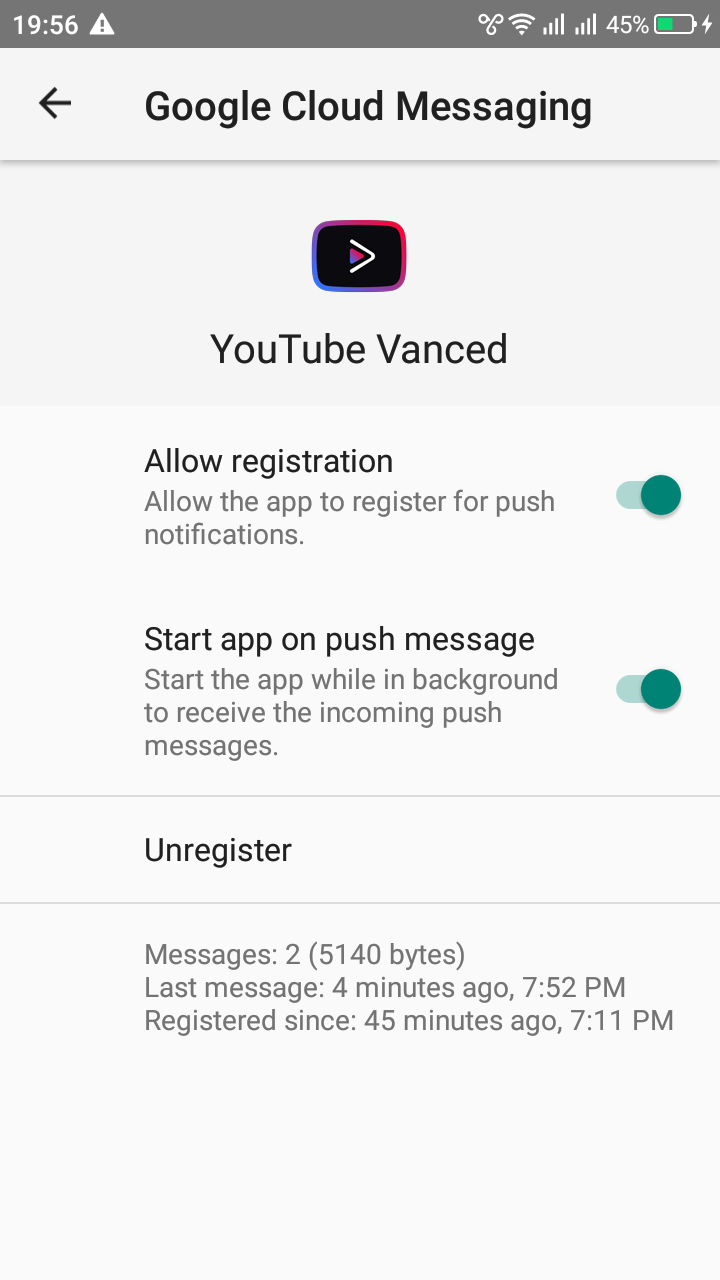 19:56
45%
Google Cloud Messaging
YouTube Vanced
Allow registration
Allow the app to register for push
notifications.
Start app on push message
Start the app while in background
to receive the incoming push
messages.
Unregister
Messages: 2 (5140 bytes)
Last message: 4 minutes ago, 7:52 PM
Registered since: 45 minutes ago, 7:11 PM